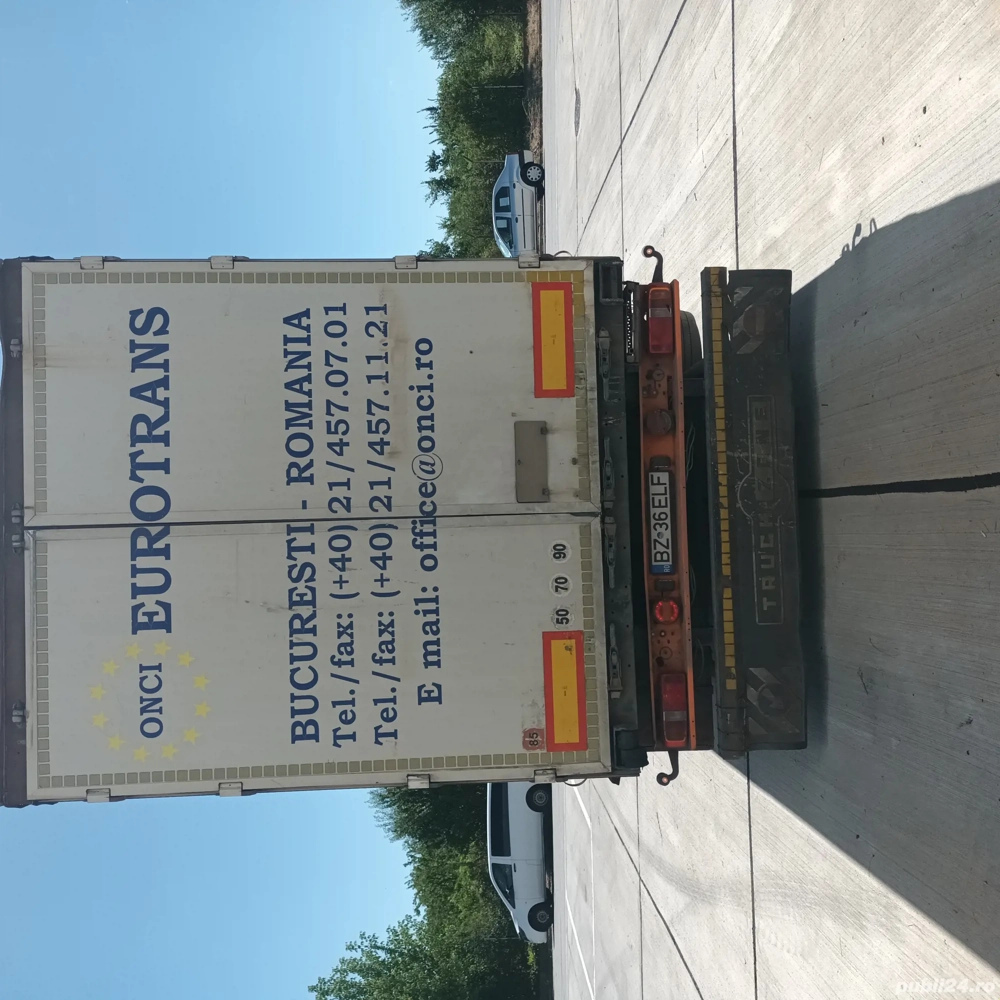 ONCI EUROTRANS
BUCURESTI - ROMANIA
Tel./fax: (+40) 21/457.07.01
Tel./fax: (+40) 21/457.11.21
E mail: office@onci.ro
85
50 70 90
RO BZ 36 ELF
publi24.ro